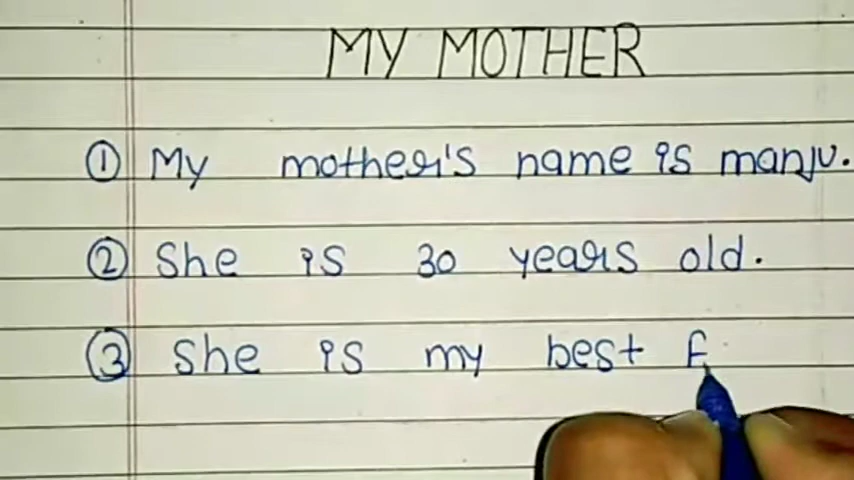 MY MOTHER
① My mother's name is manju.
② She is 30 years old.
③ She is my best f